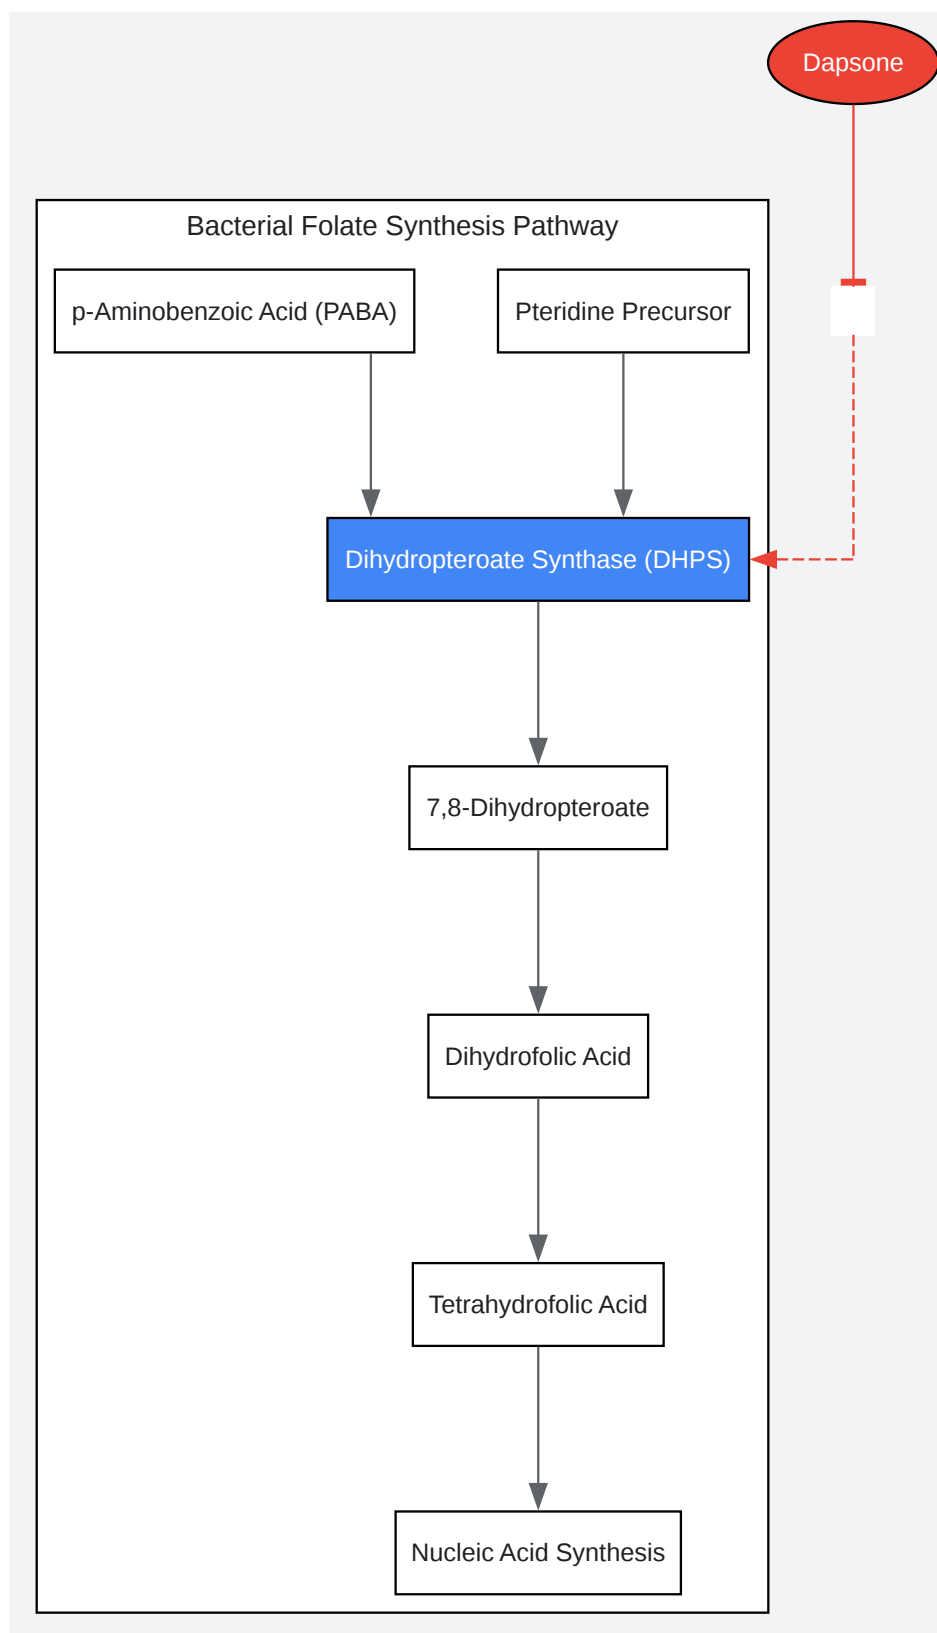 Dapsone
Bacterial Folate Synthesis Pathway
p-Aminobenzoic Acid (PABA)
Pteridine Precursor
Dihydropteroate Synthase (DHPS)
7,8-Dihydropteroate
Dihydrofolic Acid
Tetrahydrofolic Acid
Nucleic Acid Synthesis